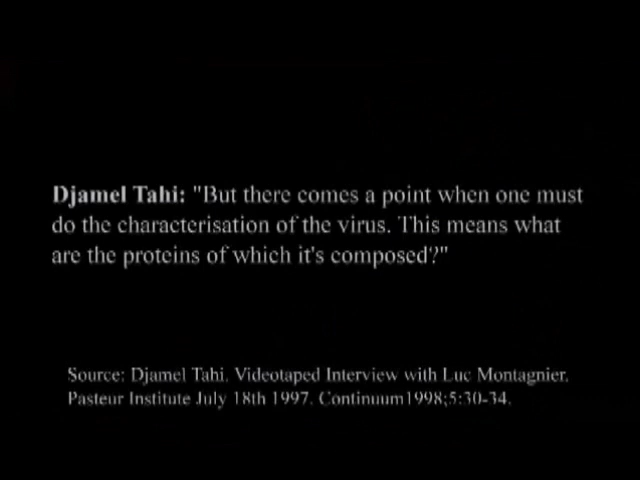 Djamel Tahi: "But there comes a point when one must
do the characterisation of the virus. This means what
are the proteins of which it's composed?"
Source: Djamel Tahi. Videotaped Interview with Luc Montagnier.
Pasteur Institute July 18th 1997. Continuum1998;5:30-34.